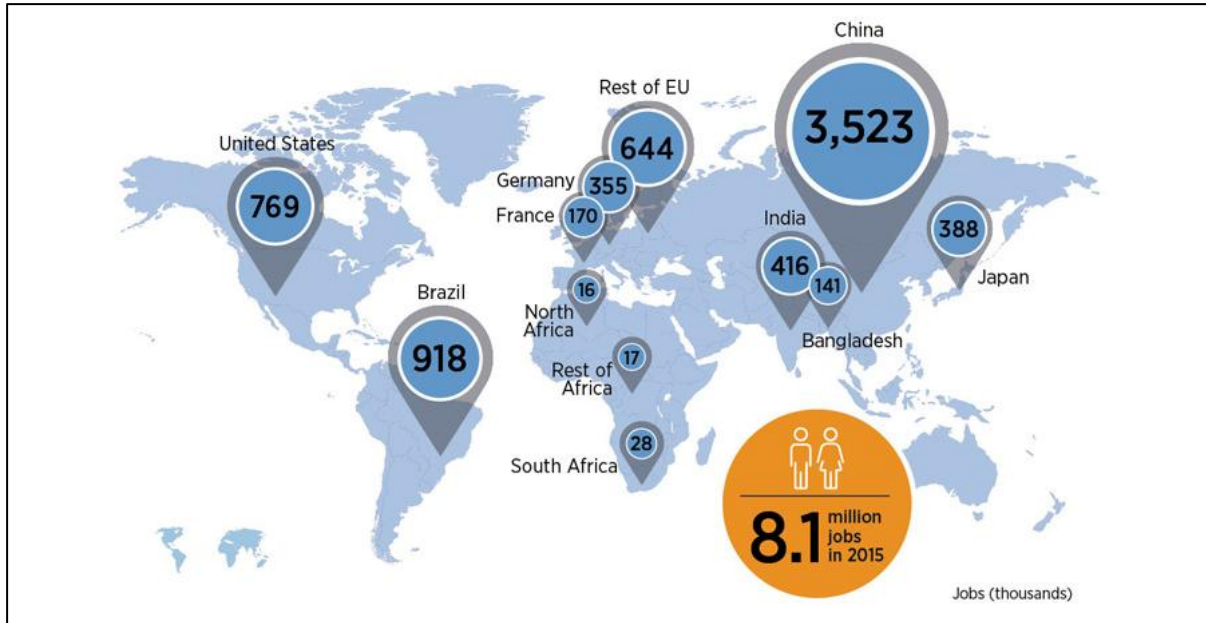 China
3,523
Rest of EU
644
United States
769
Germany
355
France
170
India
416
141
Bangladesh
388
Japan
16
North
Africa
Brazil
918
17
Rest of
Africa
28
South Africa
8.1
million
jobs
in 2015
Jobs (thousands)